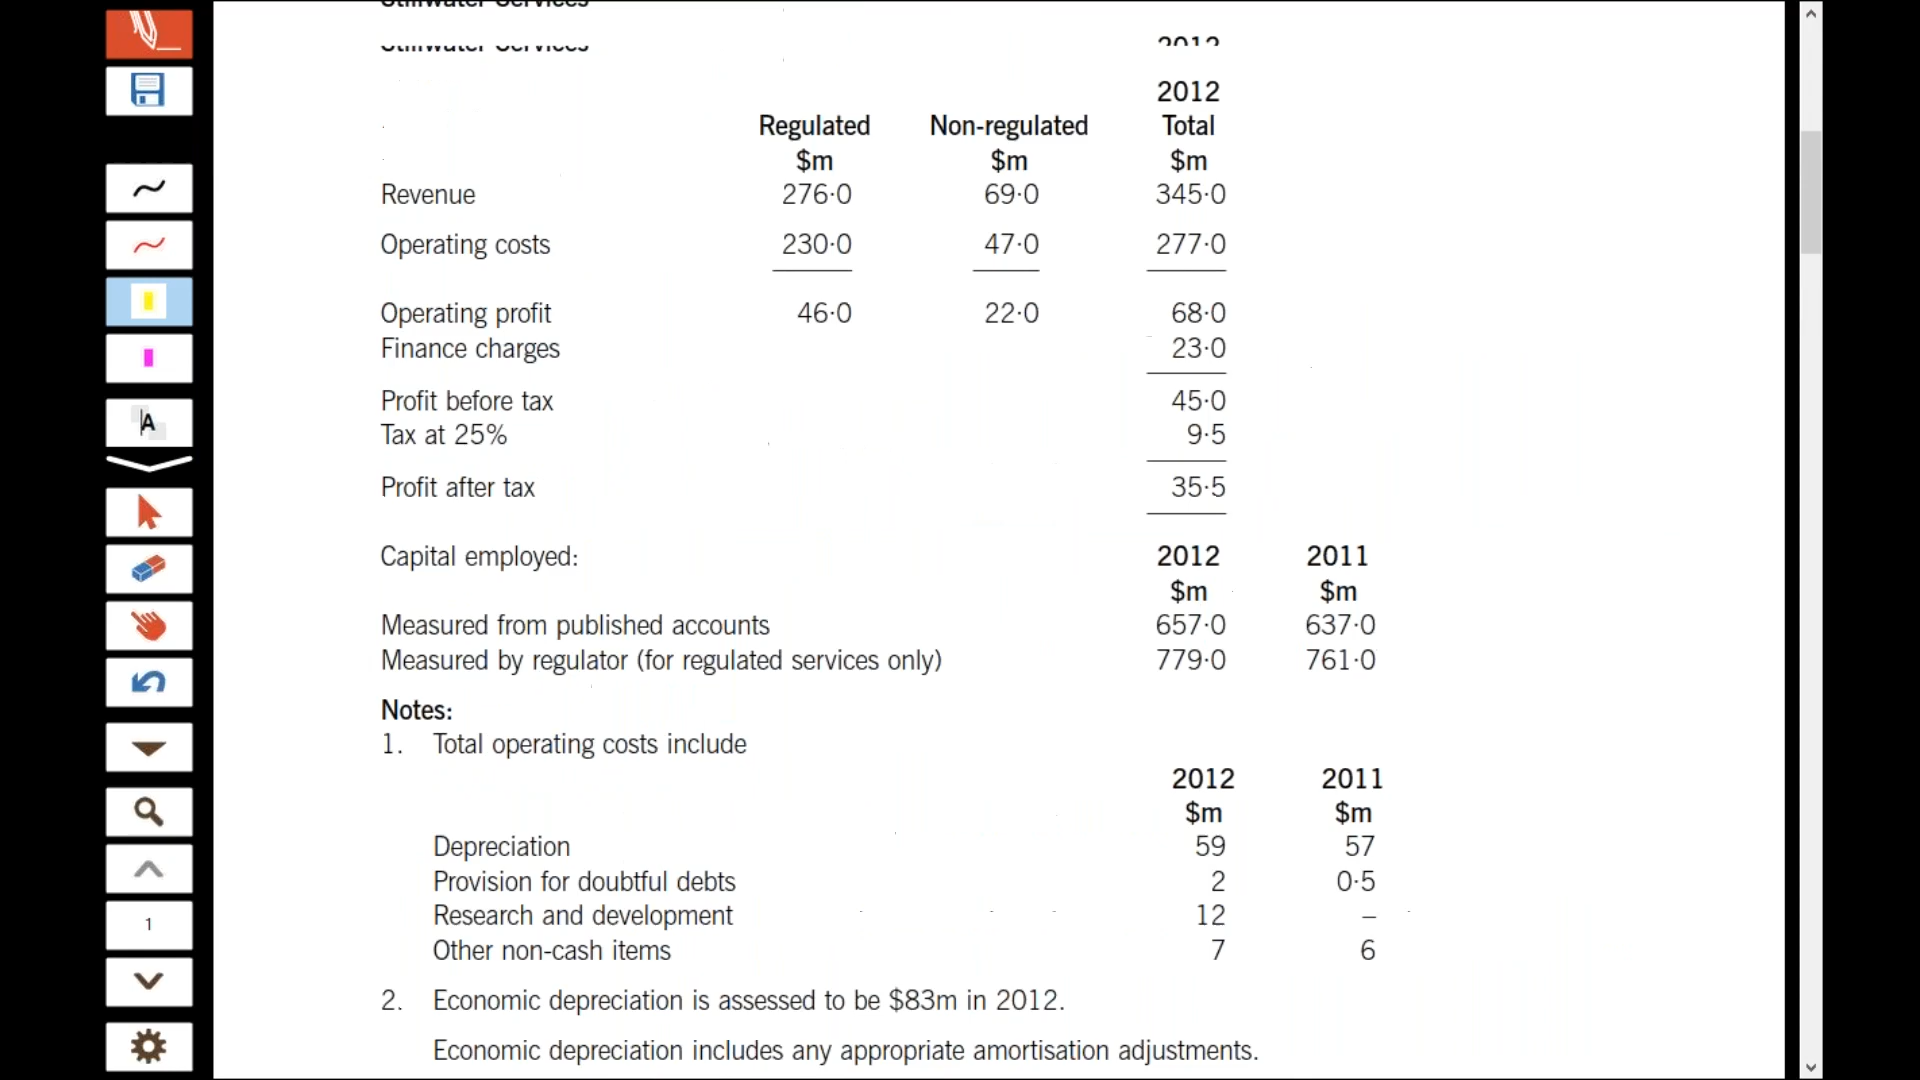 Stillwater Services
Stillwater Services 2012
2012
Regulated Non-regulated Total
$m $m $m
Revenue 276·0 69·0 345·0
Operating costs 230·0 47·0 277·0
Operating profit 46·0 22·0 68·0
Finance charges 23·0
Profit before tax 45·0
Tax at 25% 9·5
Profit after tax 35·5
Capital employed: 2012 2011
$m $m
Measured from published accounts 657·0 637·0
Measured by regulator (for regulated services only) 779·0 761·0
Notes:
1. Total operating costs include
2012 2011
$m $m
Depreciation 59 57
Provision for doubtful debts 2 0·5
Research and development 12 –
Other non-cash items 7 6
2. Economic depreciation is assessed to be $83m in 2012.
Economic depreciation includes any appropriate amortisation adjustments.
A
1